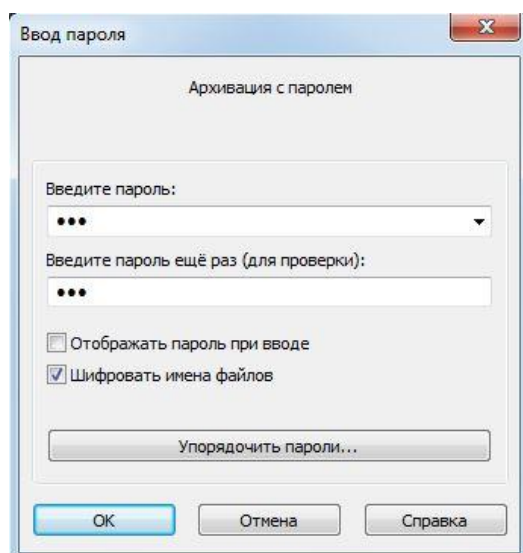 Ввод пароля
Архивация с паролем
Введите пароль:
•••
Введите пароль ещё раз (для проверки):
•••
Отображать пароль при вводе
Шифровать имена файлов
Упорядочить пароли...
ОК
Отмена
Справка